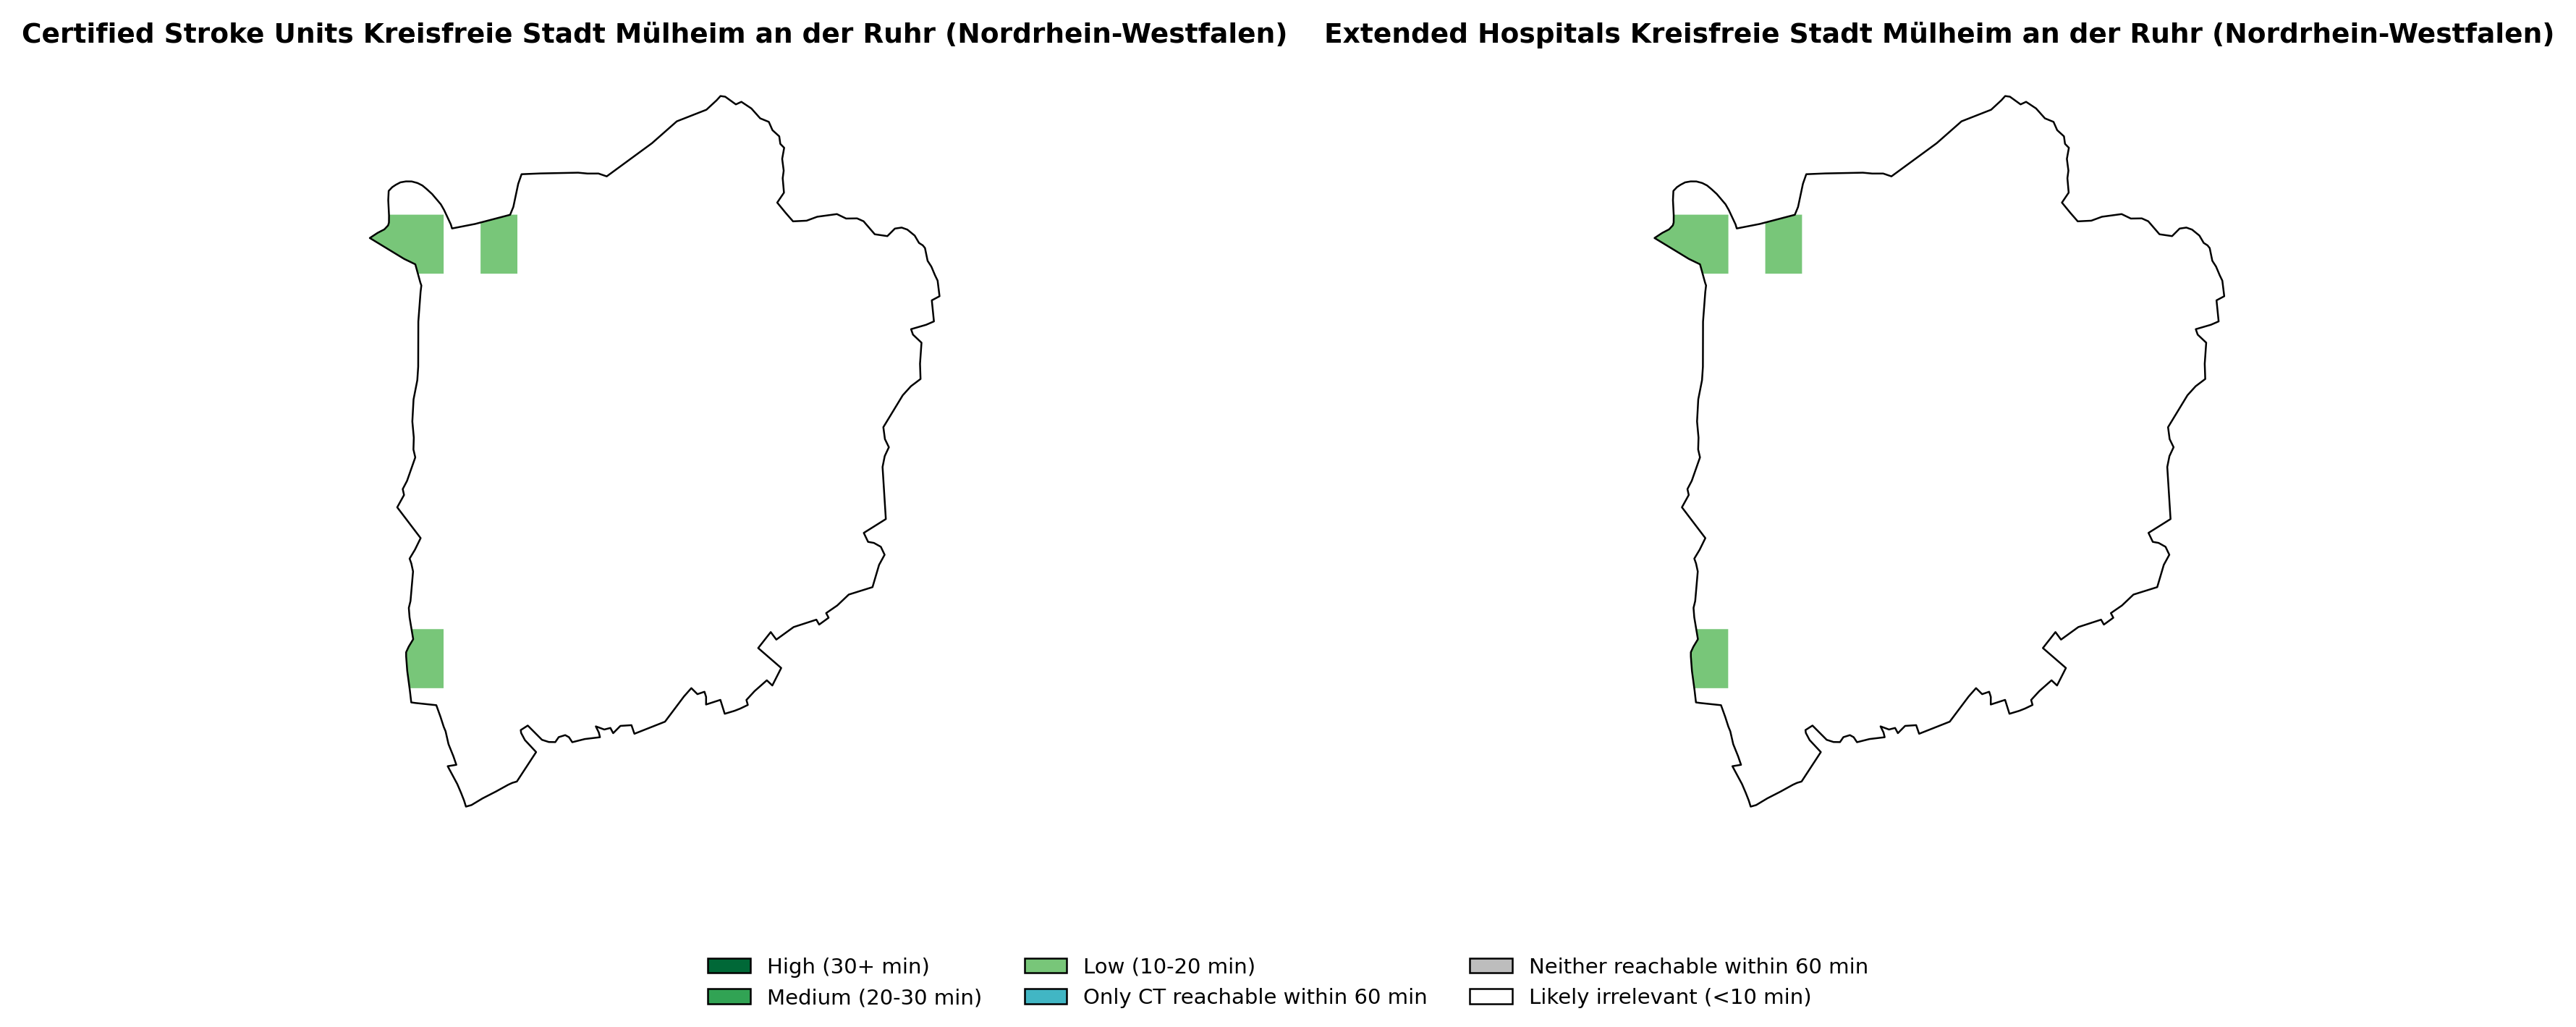 Certified Stroke Units Kreisfreie Stadt Mülheim an der Ruhr (Nordrhein-Westfalen)
Extended Hospitals Kreisfreie Stadt Mülheim an der Ruhr (Nordrhein-Westfalen)
High (30+ min)
Medium (20-30 min)
Low (10-20 min)
Only CT reachable within 60 min
Neither reachable within 60 min
Likely irrelevant (<10 min)